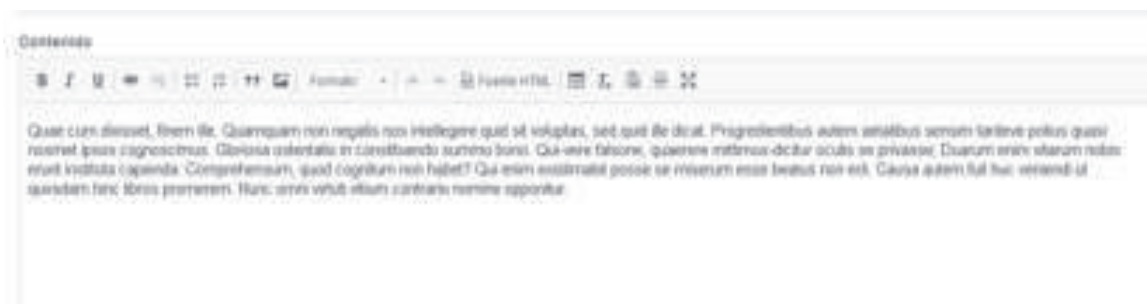 Contenido
B I U Formato Fuente HTML
Quae cum dixisset, finem ille. Quamquam non negatis nos intellegere quid sit voluptas, sed quid ille dicat. Progredientibus autem aetatibus sensim tardeve potius quasi
nosmet ipsos cognoscimus. Gloriosa ostentatio in constituendo summo bono. Qui-vere falsone, quaerere mittimus-dicitur oculis se privasse; Duarum enim vitarum nobis
erunt instituta capienda. Comprehensum, quod cognitum non habet? Qui enim existimabit posse se miserum esse beatus non erit. Causa autem fuit huc veniendi ut
quosdam hinc libros promerem. Nunc omni virtuti vitium contrario nomine opponitur.